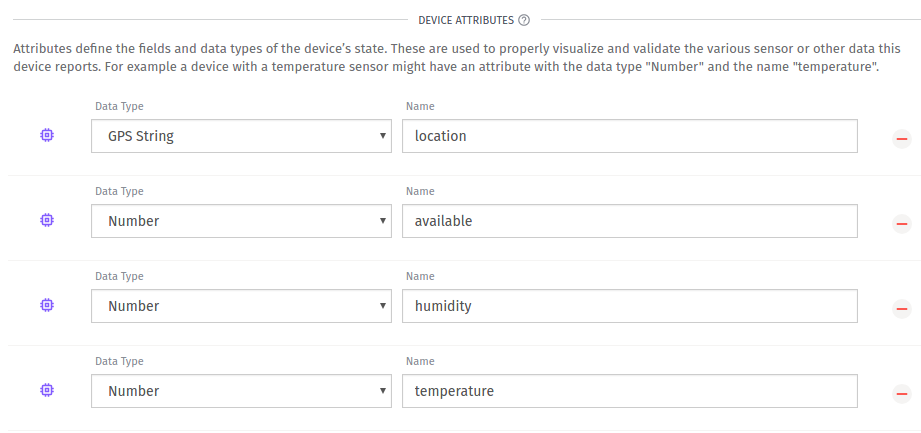 DEVICE ATTRIBUTES ?
Attributes define the fields and data types of the device's state. These are used to properly visualize and validate the various sensor or other data this
device reports. For example a device with a temperature sensor might have an attribute with the data type "Number" and the name "temperature".
Data Type Name
GPS String location
Data Type Name
Number available
Data Type Name
Number humidity
Data Type Name
Number temperature